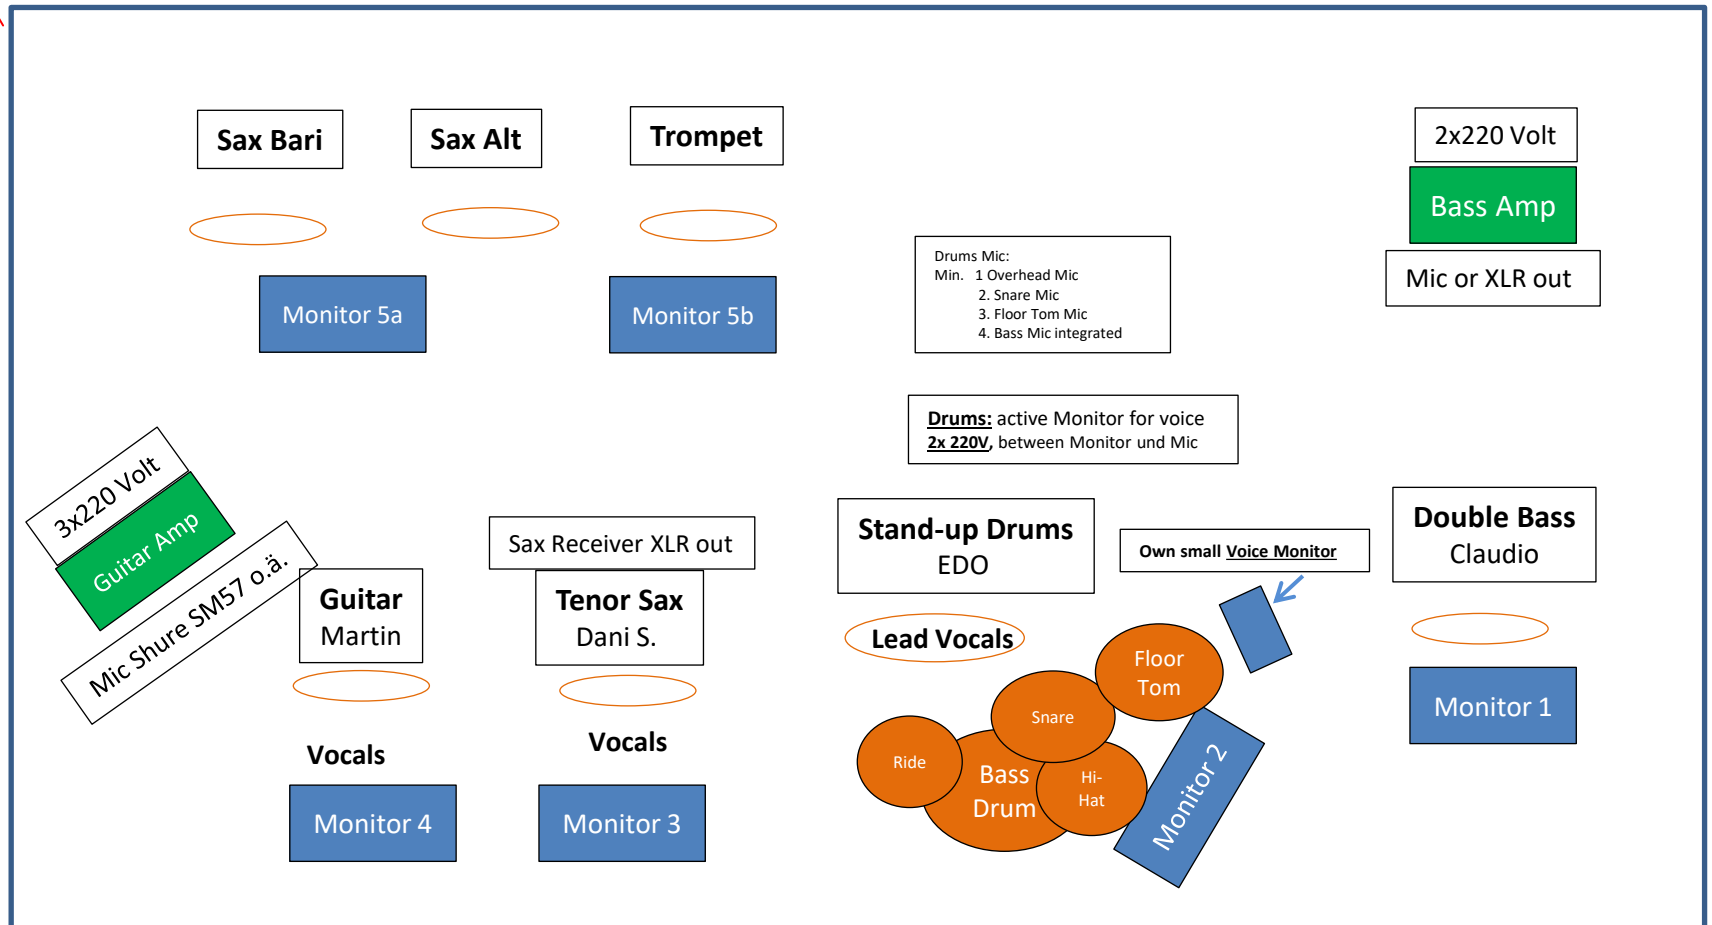 Sax Bari
Sax Alt
Trompet
2x220 Volt
Bass Amp
Mic or XLR out
Monitor 5a
Monitor 5b
Drums Mic:
Min. 1 Overhead Mic
2. Snare Mic
3. Floor Tom Mic
4. Bass Mic integrated
Drums: active Monitor for voice
2x 220V, between Monitor und Mic
3x220 Volt
Guitar Amp
Mic Shure SM57 o.ä.
Guitar
Martin
Sax Receiver XLR out
Tenor Sax
Dani S.
Stand-up Drums
EDO
Own small Voice Monitor
Double Bass
Claudio
Lead Vocals
Floor
Tom
Snare
Ride
Bass
Drum
Hi-
Hat
Monitor 2
Monitor 1
Vocals
Vocals
Monitor 4
Monitor 3